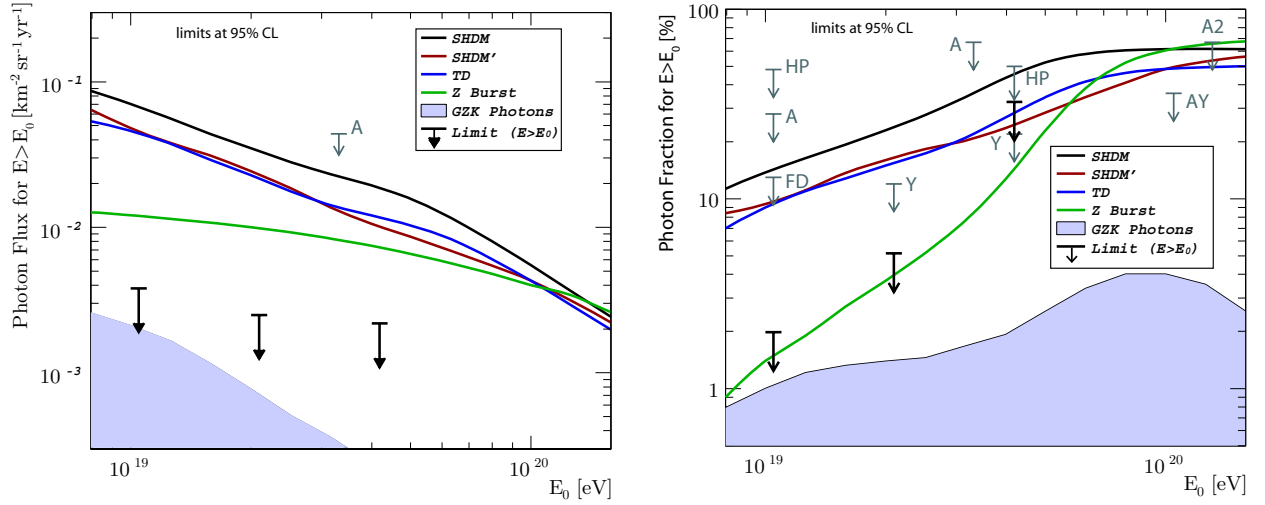 Photon Flux for E>E₀ [km⁻² sr⁻¹ yr⁻¹]
limits at 95% CL
SHDM
SHDM'
TD
Z Burst
GZK Photons
Limit (E>E₀)
A
10⁻¹
10⁻²
10⁻³
10¹⁹
10²⁰
E₀ [eV]
Photon Fraction for E>E₀ [%]
limits at 95% CL
100
10
1
HP
A
FD
A
HP
Y
Y
A2
AY
SHDM
SHDM'
TD
Z Burst
GZK Photons
Limit (E>E₀)
10¹⁹
10²⁰
E₀ [eV]